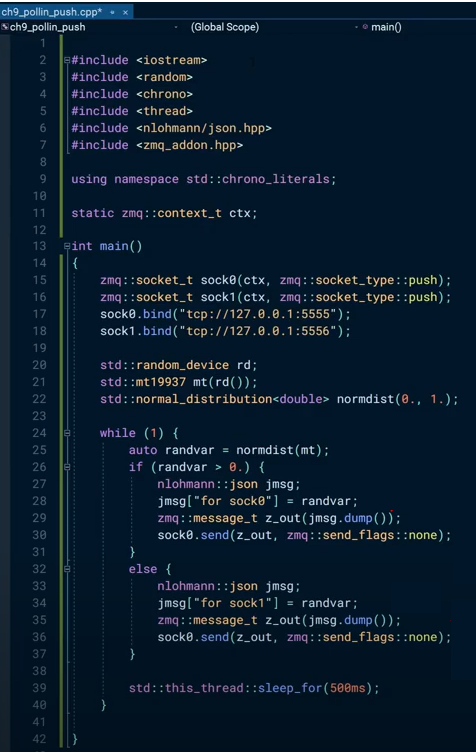 ch9_pollin_push.cpp*
ch9_pollin_push (Global Scope) main()
1
2 #include <iostream>
3 #include <random>
4 #include <chrono>
5 #include <thread>
6 #include <nlohmann/json.hpp>
7 #include <zmq_addon.hpp>
8
9 using namespace std::chrono_literals;
10
11 static zmq::context_t ctx;
12
13 int main()
14 {
15 zmq::socket_t sock0(ctx, zmq::socket_type::push);
16 zmq::socket_t sock1(ctx, zmq::socket_type::push);
17 sock0.bind("tcp://127.0.0.1:5555");
18 sock1.bind("tcp://127.0.0.1:5556");
19
20 std::random_device rd;
21 std::mt19937 mt(rd());
22 std::normal_distribution<double> normdist(0., 1.);
23
24 while (1) {
25 auto randvar = normdist(mt);
26 if (randvar > 0.) {
27 nlohmann::json jmsg;
28 jmsg["for sock0"] = randvar;
29 zmq::message_t z_out(jmsg.dump());
30 sock0.send(z_out, zmq::send_flags::none);
31 }
32 else {
33 nlohmann::json jmsg;
34 jmsg["for sock1"] = randvar;
35 zmq::message_t z_out(jmsg.dump());
36 sock0.send(z_out, zmq::send_flags::none);
37 }
38
39 std::this_thread::sleep_for(500ms);
40 }
41
42 }